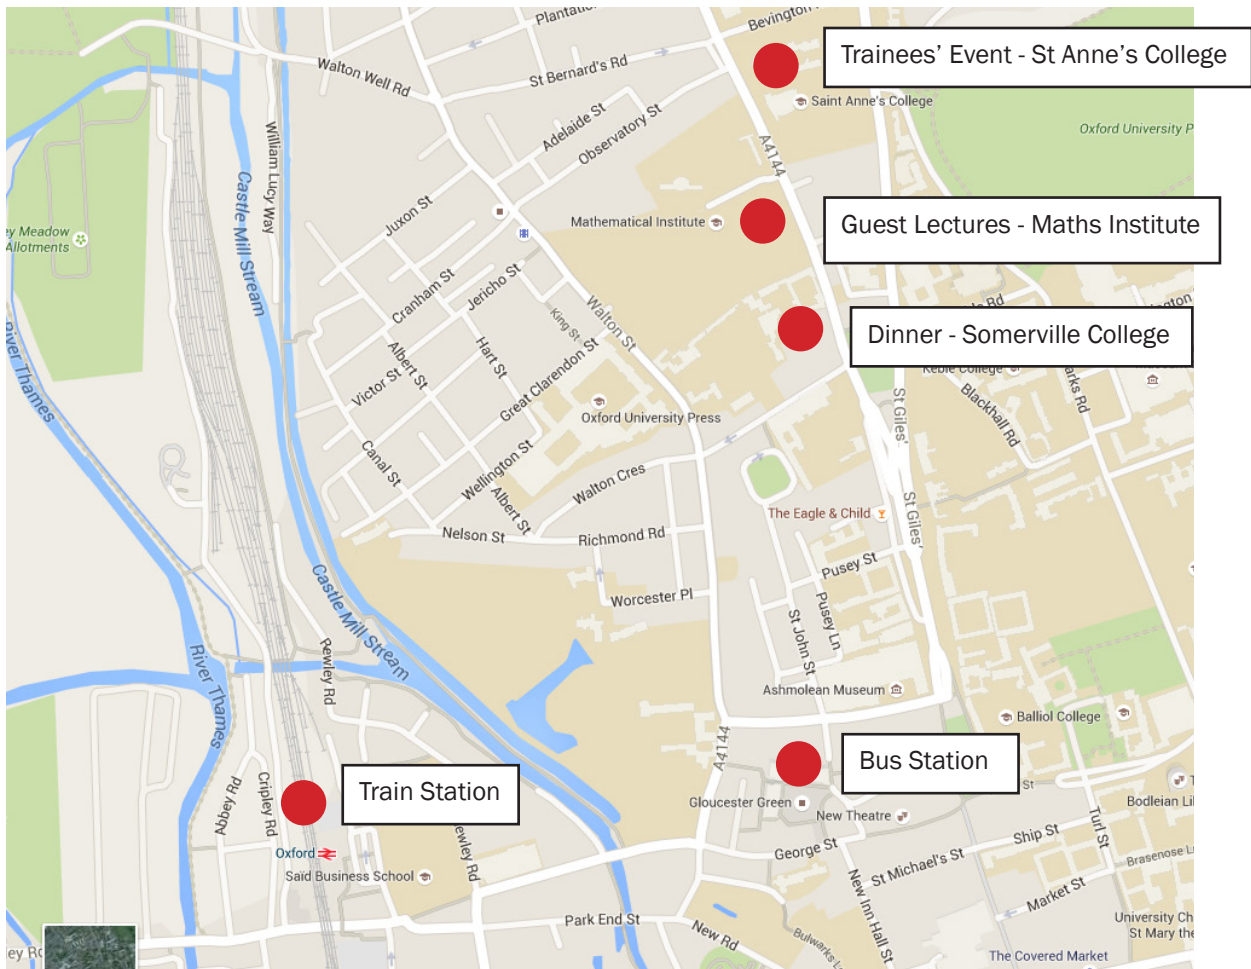 Plantation
Bevington Rd
Trainees’ Event - St Anne’s College
Walton Well Rd
St Bernard's Rd
Saint Anne's College
Adelaide St
Observatory St
A4144
Oxford University P
William Lucy Way
Castle Mill Stream
Juxon St
Mathematical Institute
Guest Lectures - Maths Institute
ey Meadow
Allotments
Cranham St
Jericho St
King St
Walton St
Rd
River Thames
Dinner - Somerville College
Albert St
Hart St
Victor St
Great Clarendon St
Keble College
Blackhall Rd
arks Rd
St Giles'
Oxford University Press
Canal St
Wellington St
Albert St
Walton Cres
The Eagle & Child
St Giles'
Nelson St
Richmond Rd
Pusey St
Castle Mill Stream
Worcester Pl
Pusey Ln
St John St
River Thames
Rewley Rd
Ashmolean Museum
Balliol College
A4144
Bus Station
Train Station
Abbey Rd
Cripley Rd
Gloucester Green
New Theatre
St
Bodleian Li
Turl St
Ship St
Oxford
Saïd Business School
ewley Rd
George St
St Michael's St
Brasenose L
Market St
New Inn Hall St
Park End St
New Rd
Bulwarks L
University Ch
St Mary the
ey R
The Covered Market